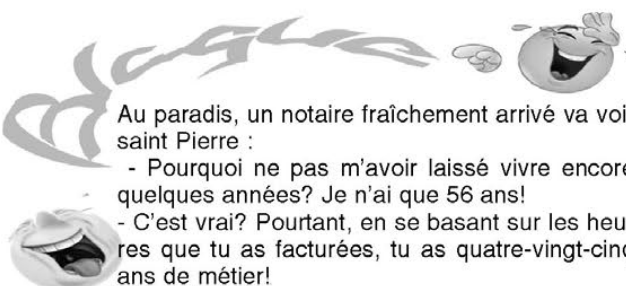 Blague
Au paradis, un notaire fraîchement arrivé va voi
saint Pierre :
- Pourquoi ne pas m'avoir laissé vivre encore
quelques années? Je n'ai que 56 ans!
- C'est vrai? Pourtant, en se basant sur les heu-
res que tu as facturées, tu as quatre-vingt-cinq
ans de métier!